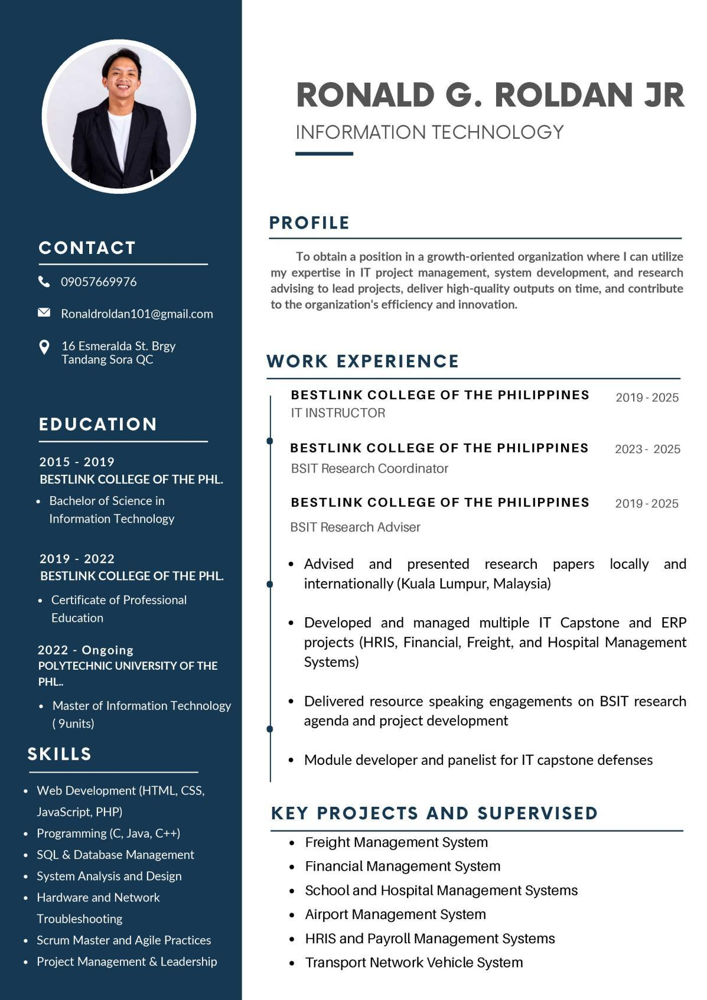 RONALD G. ROLDAN JR
INFORMATION TECHNOLOGY
CONTACT
09057669976
Ronaldroldan101@gmail.com
16 Esmeralda St. Brgy
Tandang Sora QC
EDUCATION
2015 - 2019
BESTLINK COLLEGE OF THE PHL.
• Bachelor of Science in
Information Technology
2019 - 2022
BESTLINK COLLEGE OF THE PHL.
• Certificate of Professional
Education
2022 - Ongoing
POLYTECHNIC UNIVERSITY OF THE
PHL..
• Master of Information Technology
( 9units)
SKILLS
• Web Development (HTML, CSS,
JavaScript, PHP)
• Programming (C, Java, C++)
• SQL & Database Management
• System Analysis and Design
• Hardware and Network
Troubleshooting
• Scrum Master and Agile Practices
• Project Management & Leadership
PROFILE
To obtain a position in a growth-oriented organization where I can utilize
my expertise in IT project management, system development, and research
advising to lead projects, deliver high-quality outputs on time, and contribute
to the organization's efficiency and innovation.
WORK EXPERIENCE
BESTLINK COLLEGE OF THE PHILIPPINES 2019 - 2025
IT INSTRUCTOR
BESTLINK COLLEGE OF THE PHILIPPINES 2023 - 2025
BSIT Research Coordinator
BESTLINK COLLEGE OF THE PHILIPPINES 2019 - 2025
BSIT Research Adviser
• Advised and presented research papers locally and
internationally (Kuala Lumpur, Malaysia)
• Developed and managed multiple IT Capstone and ERP
projects (HRIS, Financial, Freight, and Hospital Management
Systems)
• Delivered resource speaking engagements on BSIT research
agenda and project development
• Module developer and panelist for IT capstone defenses
KEY PROJECTS AND SUPERVISED
• Freight Management System
• Financial Management System
• School and Hospital Management Systems
• Airport Management System
• HRIS and Payroll Management Systems
• Transport Network Vehicle System